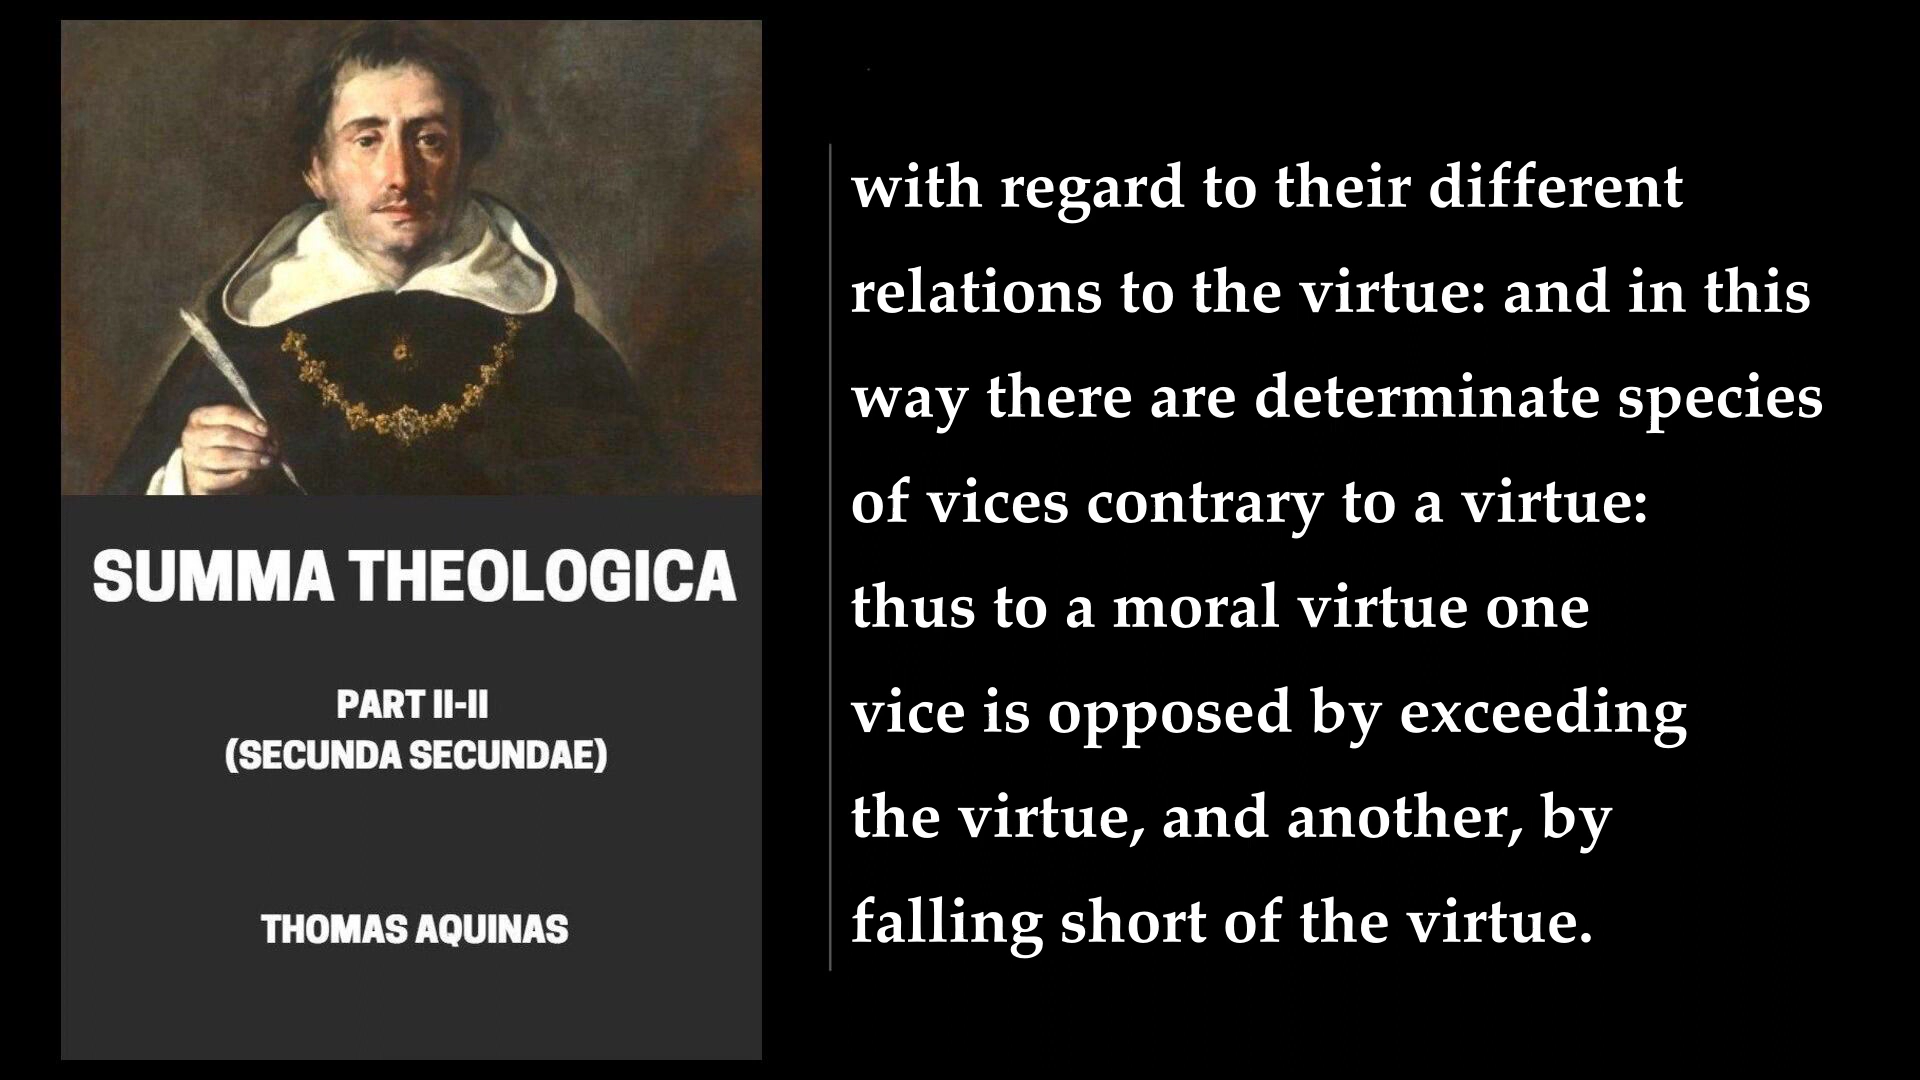 SUMMA THEOLOGICA
PART II-II
(SECUNDA SECUNDAE)
THOMAS AQUINAS
with regard to their different
relations to the virtue: and in this
way there are determinate species
of vices contrary to a virtue:
thus to a moral virtue one
vice is opposed by exceeding
the virtue, and another, by
falling short of the virtue.